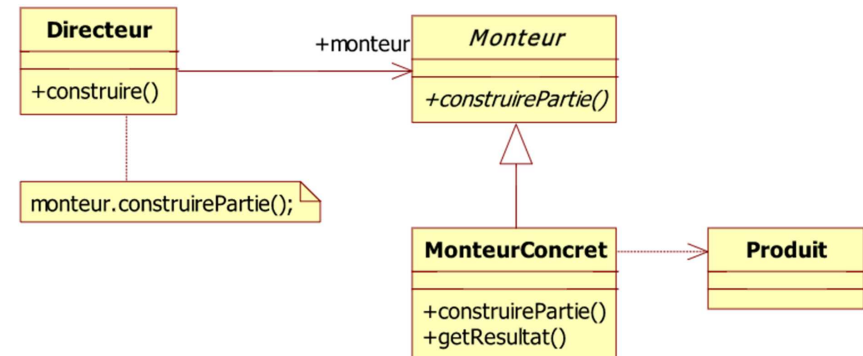 Directeur
+construire()
monteur.construirePartie();
+monteur
Monteur
+construirePartie()
MonteurConcret
+construirePartie()
+getResultat()
Produit